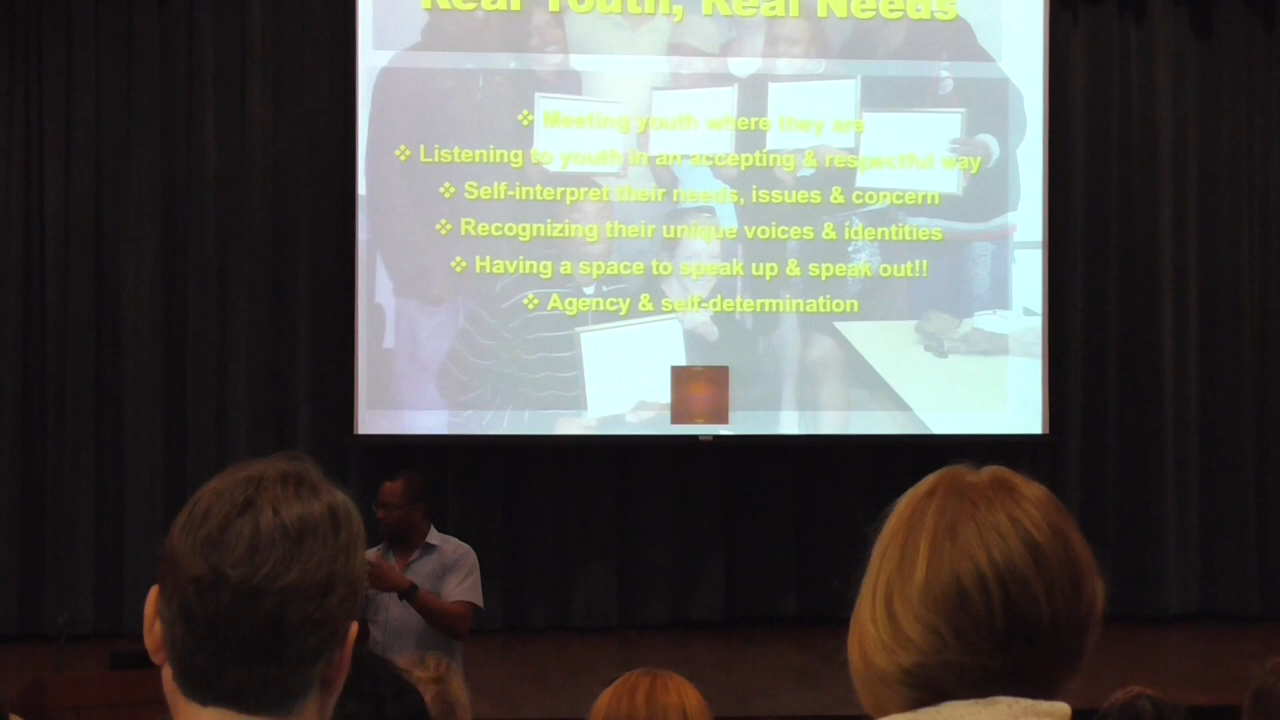 Real Youth, Real Needs
❖ Meeting youth where they are
❖ Listening to youth in an accepting & respectful way
❖ Self-interpret their needs, issues & concern
❖ Recognizing their unique voices & identities
❖ Having a space to speak up & speak out!!
❖ Agency & self-determination